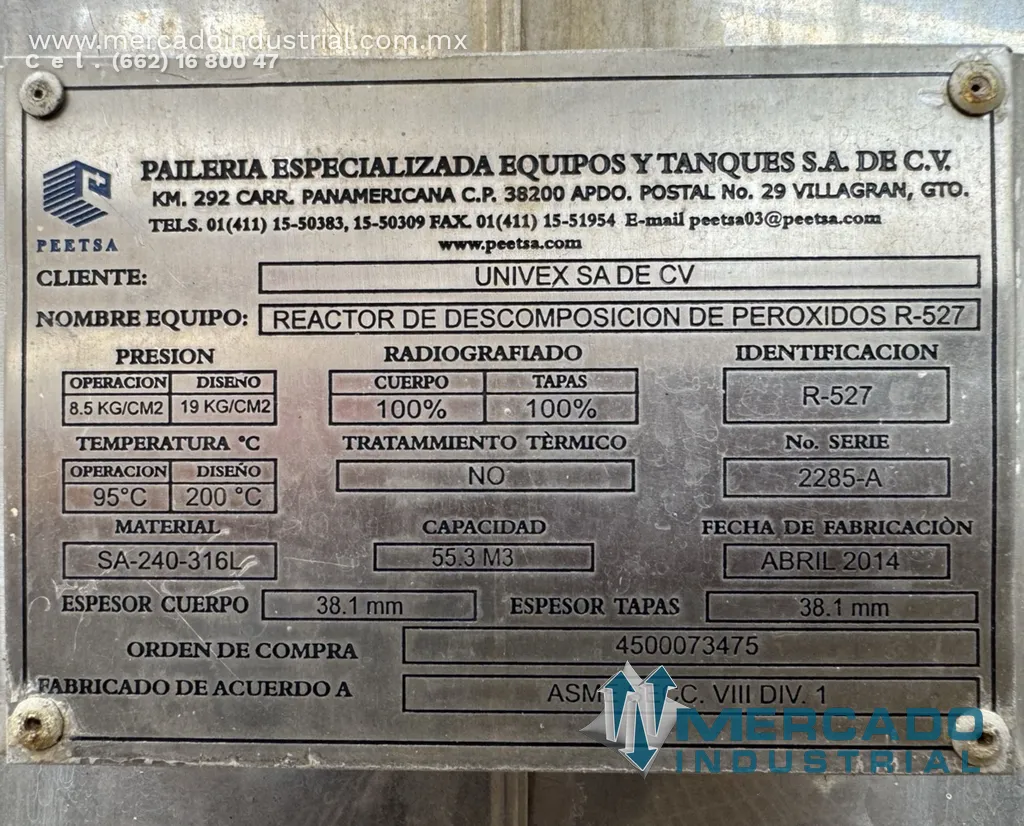 www.mercadoindustrial.com.mx
Cel: (662) 16 800 47
PAILERIA ESPECIALIZADA EQUIPOS Y TANQUES S.A. DE C.V.
KM. 292 CARR. PANAMERICANA C.P. 38200 APDO. POSTAL No. 29 VILLAGRAN, GTO.
TELS. 01(411) 15-50383, 15-50309 FAX. 01(411) 15-51954 E-mail peetsa03@peetsa.com
PEETSA www.peetsa.com
CLIENTE: UNIVEX SA DE CV
NOMBRE EQUIPO: REACTOR DE DESCOMPOSICION DE PEROXIDOS R-527
PRESION RADIOGRAFIADO IDENTIFICACION
OPERACION DISEÑO CUERPO TAPAS
8.5 KG/CM2 19 KG/CM2 100% 100% R-527
TEMPERATURA °C TRATAMMIENTO TÈRMICO No. SERIE
OPERACION DISEÑO NO 2285-A
95°C 200 °C
MATERIAL CAPACIDAD FECHA DE FABRICACIÒN
SA-240-316L 55.3 M3 ABRIL 2014
ESPESOR CUERPO 38.1 mm ESPESOR TAPAS 38.1 mm
ORDEN DE COMPRA 4500073475
FABRICADO DE ACUERDO A ASME VIII DIV. 1
MERCADO
INDUSTRIAL